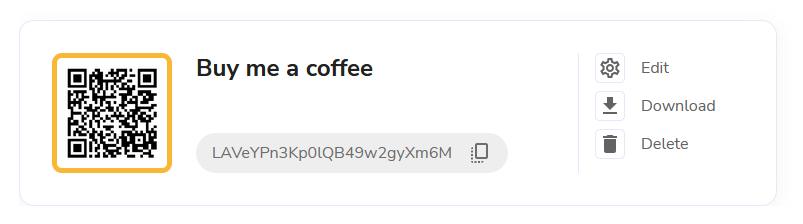 Buy me a coffee
LAVeYPn3Kp0lQB49w2gyXm6M
Edit
Download
Delete